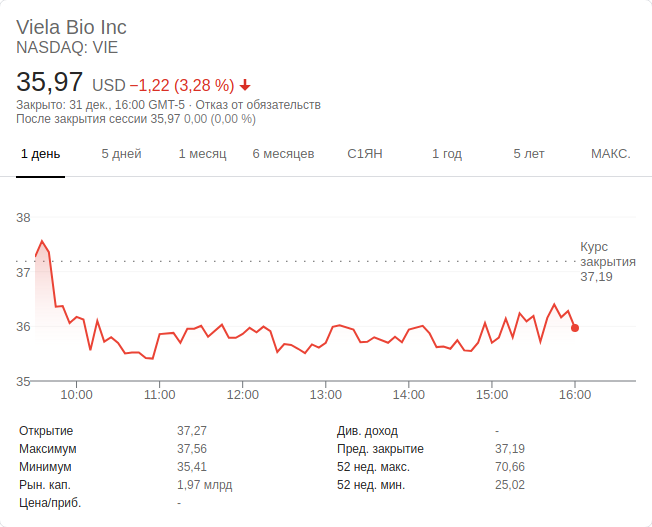 Viela Bio Inc
NASDAQ: VIE
35,97 USD −1,22 (3,28 %)
Закрыто: 31 дек., 16:00 GMT-5 · Отказ от обязательств
После закрытия сессии 35,97 0,00 (0,00 %)
1 день 5 дней 1 месяц 6 месяцев С1ЯН 1 год 5 лет МАКС.
38
Курс
закрытия
37,19
37
36
35
10:00 11:00 12:00 13:00 14:00 15:00 16:00
Открытие 37,27 Див. доход -
Максимум 37,56 Пред. закрытие 37,19
Минимум 35,41 52 нед. макс. 70,66
Рын. кап. 1,97 млрд 52 нед. мин. 25,02
Цена/приб. -